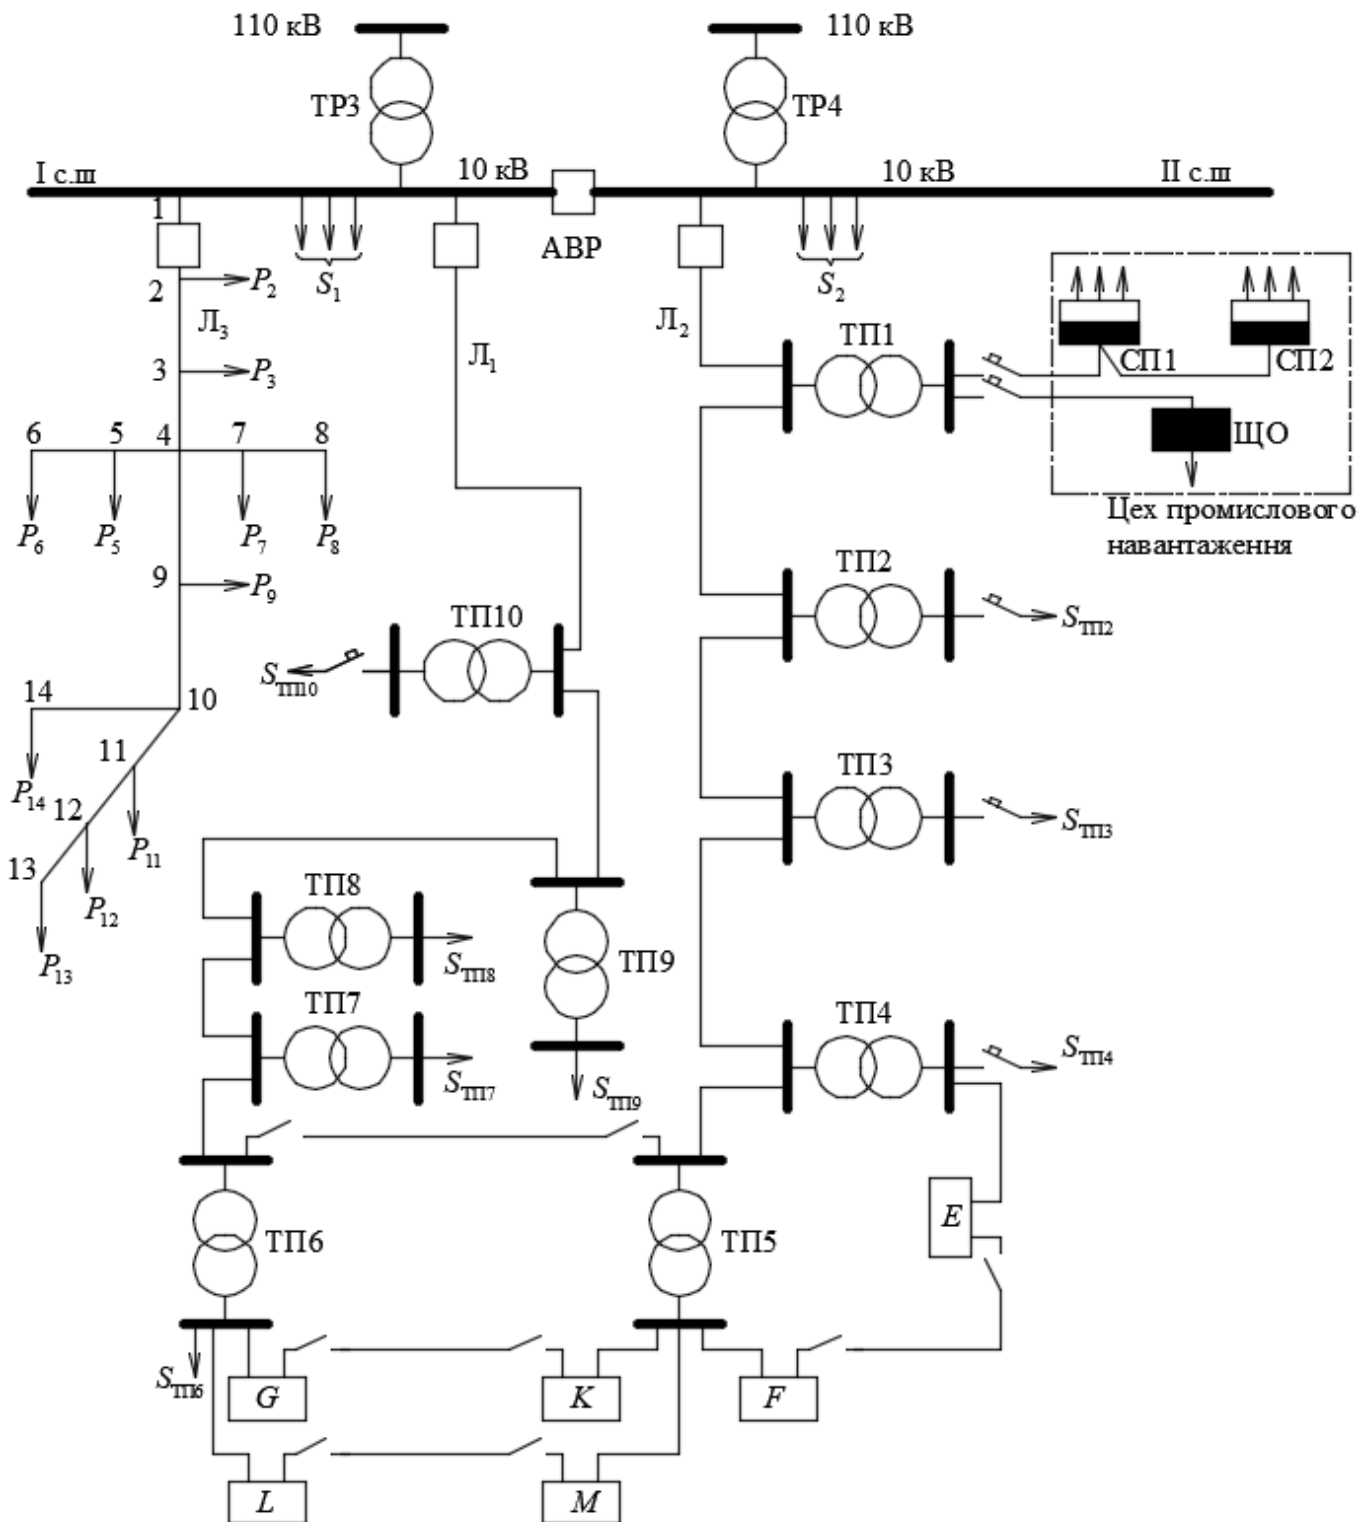 110 кВ
110 кВ
ТР3
ТР4
I с.ш
10 кВ
10 кВ
II с.ш
1
АВР
2
P2
S1
S2
Л3
Л2
ТП1
СП1
СП2
3
P3
Л1
ЩО
6
5
4
7
8
P6
P5
P7
P8
Цех промислового
навантаження
9
P9
ТП2
ТП10
SТП2
SТП10
14
10
11
ТП3
P14
12
SТП3
P11
13
P12
ТП8
P13
SТП8
ТП9
ТП7
ТП4
SТП4
SТП7
SТП9
E
ТП6
ТП5
SТП6
G
K
F
L
M